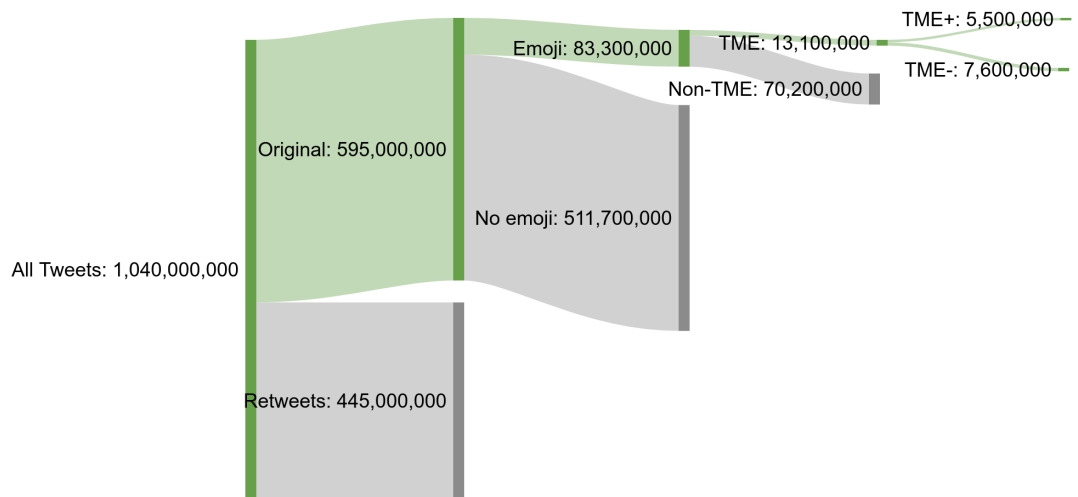 TME+: 5,500,000
TME: 13,100,000
Emoji: 83,300,000
TME-: 7,600,000
Non-TME: 70,200,000
Original: 595,000,000
No emoji: 511,700,000
All Tweets: 1,040,000,000
Retweets: 445,000,000